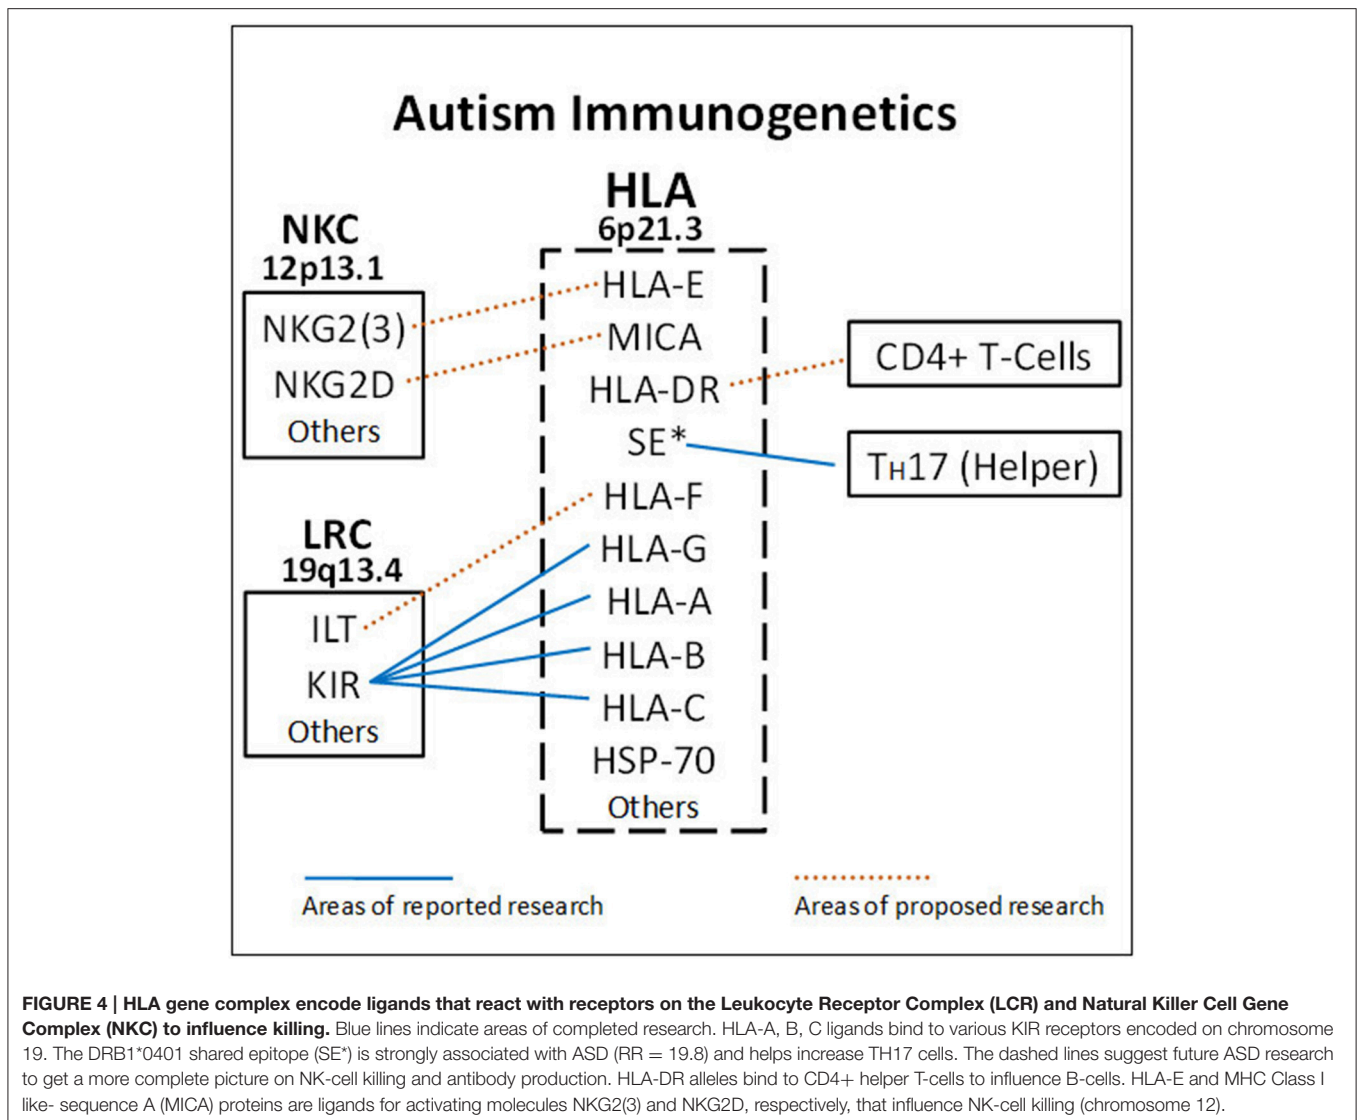 Autism Immunogenetics
HLA
6p21.3
NKC
12p13.1
NKG2(3)
NKG2D
Others
LRC
19q13.4
ILT
KIR
Others
HLA-E
MICA
HLA-DR
SE*
HLA-F
HLA-G
HLA-A
HLA-B
HLA-C
HSP-70
Others
CD4+ T-Cells
TH17 (Helper)
Areas of reported research
Areas of proposed research
FIGURE 4 | HLA gene complex encode ligands that react with receptors on the Leukocyte Receptor Complex (LCR) and Natural Killer Cell Gene
Complex (NKC) to influence killing. Blue lines indicate areas of completed research. HLA-A, B, C ligands bind to various KIR receptors encoded on chromosome
19. The DRB1*0401 shared epitope (SE*) is strongly associated with ASD (RR = 19.8) and helps increase TH17 cells. The dashed lines suggest future ASD research
to get a more complete picture on NK-cell killing and antibody production. HLA-DR alleles bind to CD4+ helper T-cells to influence B-cells. HLA-E and MHC Class I
like- sequence A (MICA) proteins are ligands for activating molecules NKG2(3) and NKG2D, respectively, that influence NK-cell killing (chromosome 12).